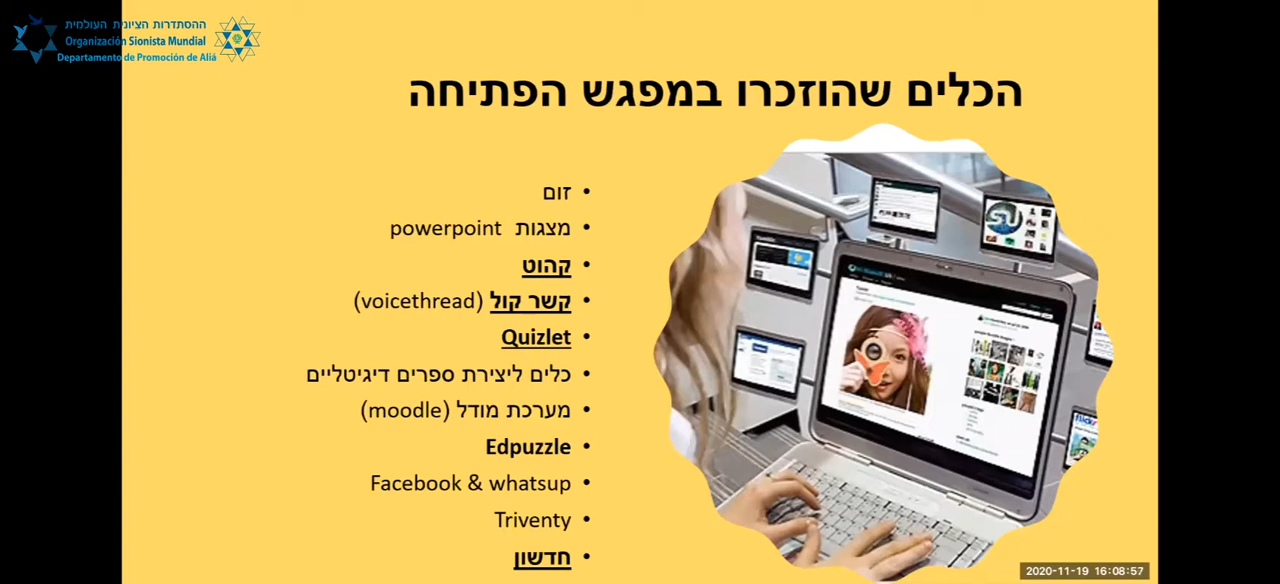 ההסתדרות הציונית העולמית
Organización Sionista Mundial
Departamento de Promoción de Aliá
הכלים שהוזכרו במפגש הפתיחה
• זום
• מצגות powerpoint
• קהוט
• קשר קול (voicethread)
• Quizlet
• כלים ליצירת ספרים דיגיטליים
• מערכת מודל (moodle)
• Edpuzzle
• Facebook & whatsup
• Triventy
• חדשון
flickr
2020-11-19 16:08:57